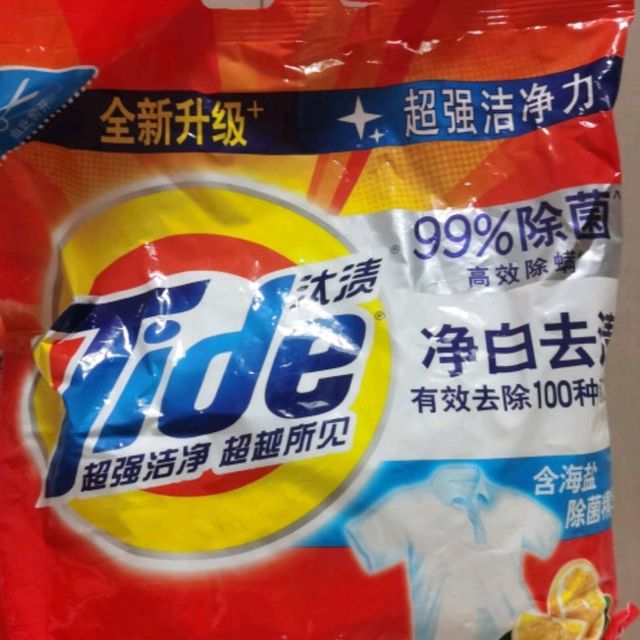 全新升级+
超强洁净力
99%除菌^
高效除螨
汰渍®
Tide®
净白去渍
有效去除100种
超强洁净 超越所见
含海盐
除菌精